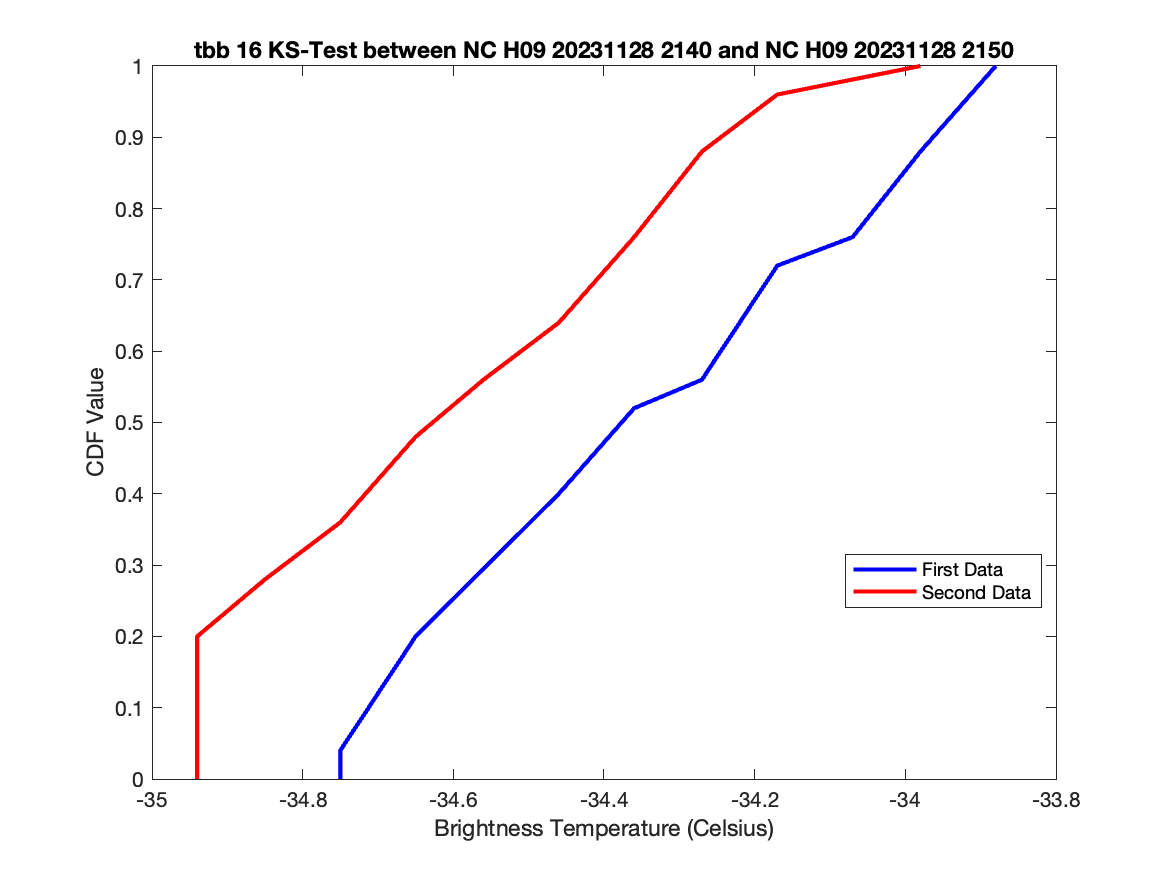 tbb 16 KS-Test between NC H09 20231128 2140 and NC H09 20231128 2150
1
0.9
0.8
0.7
0.6
0.5
0.4
0.3
0.2
0.1
0
CDF Value
First Data
Second Data
-35 -34.8 -34.6 -34.4 -34.2 -34 -33.8
Brightness Temperature (Celsius)